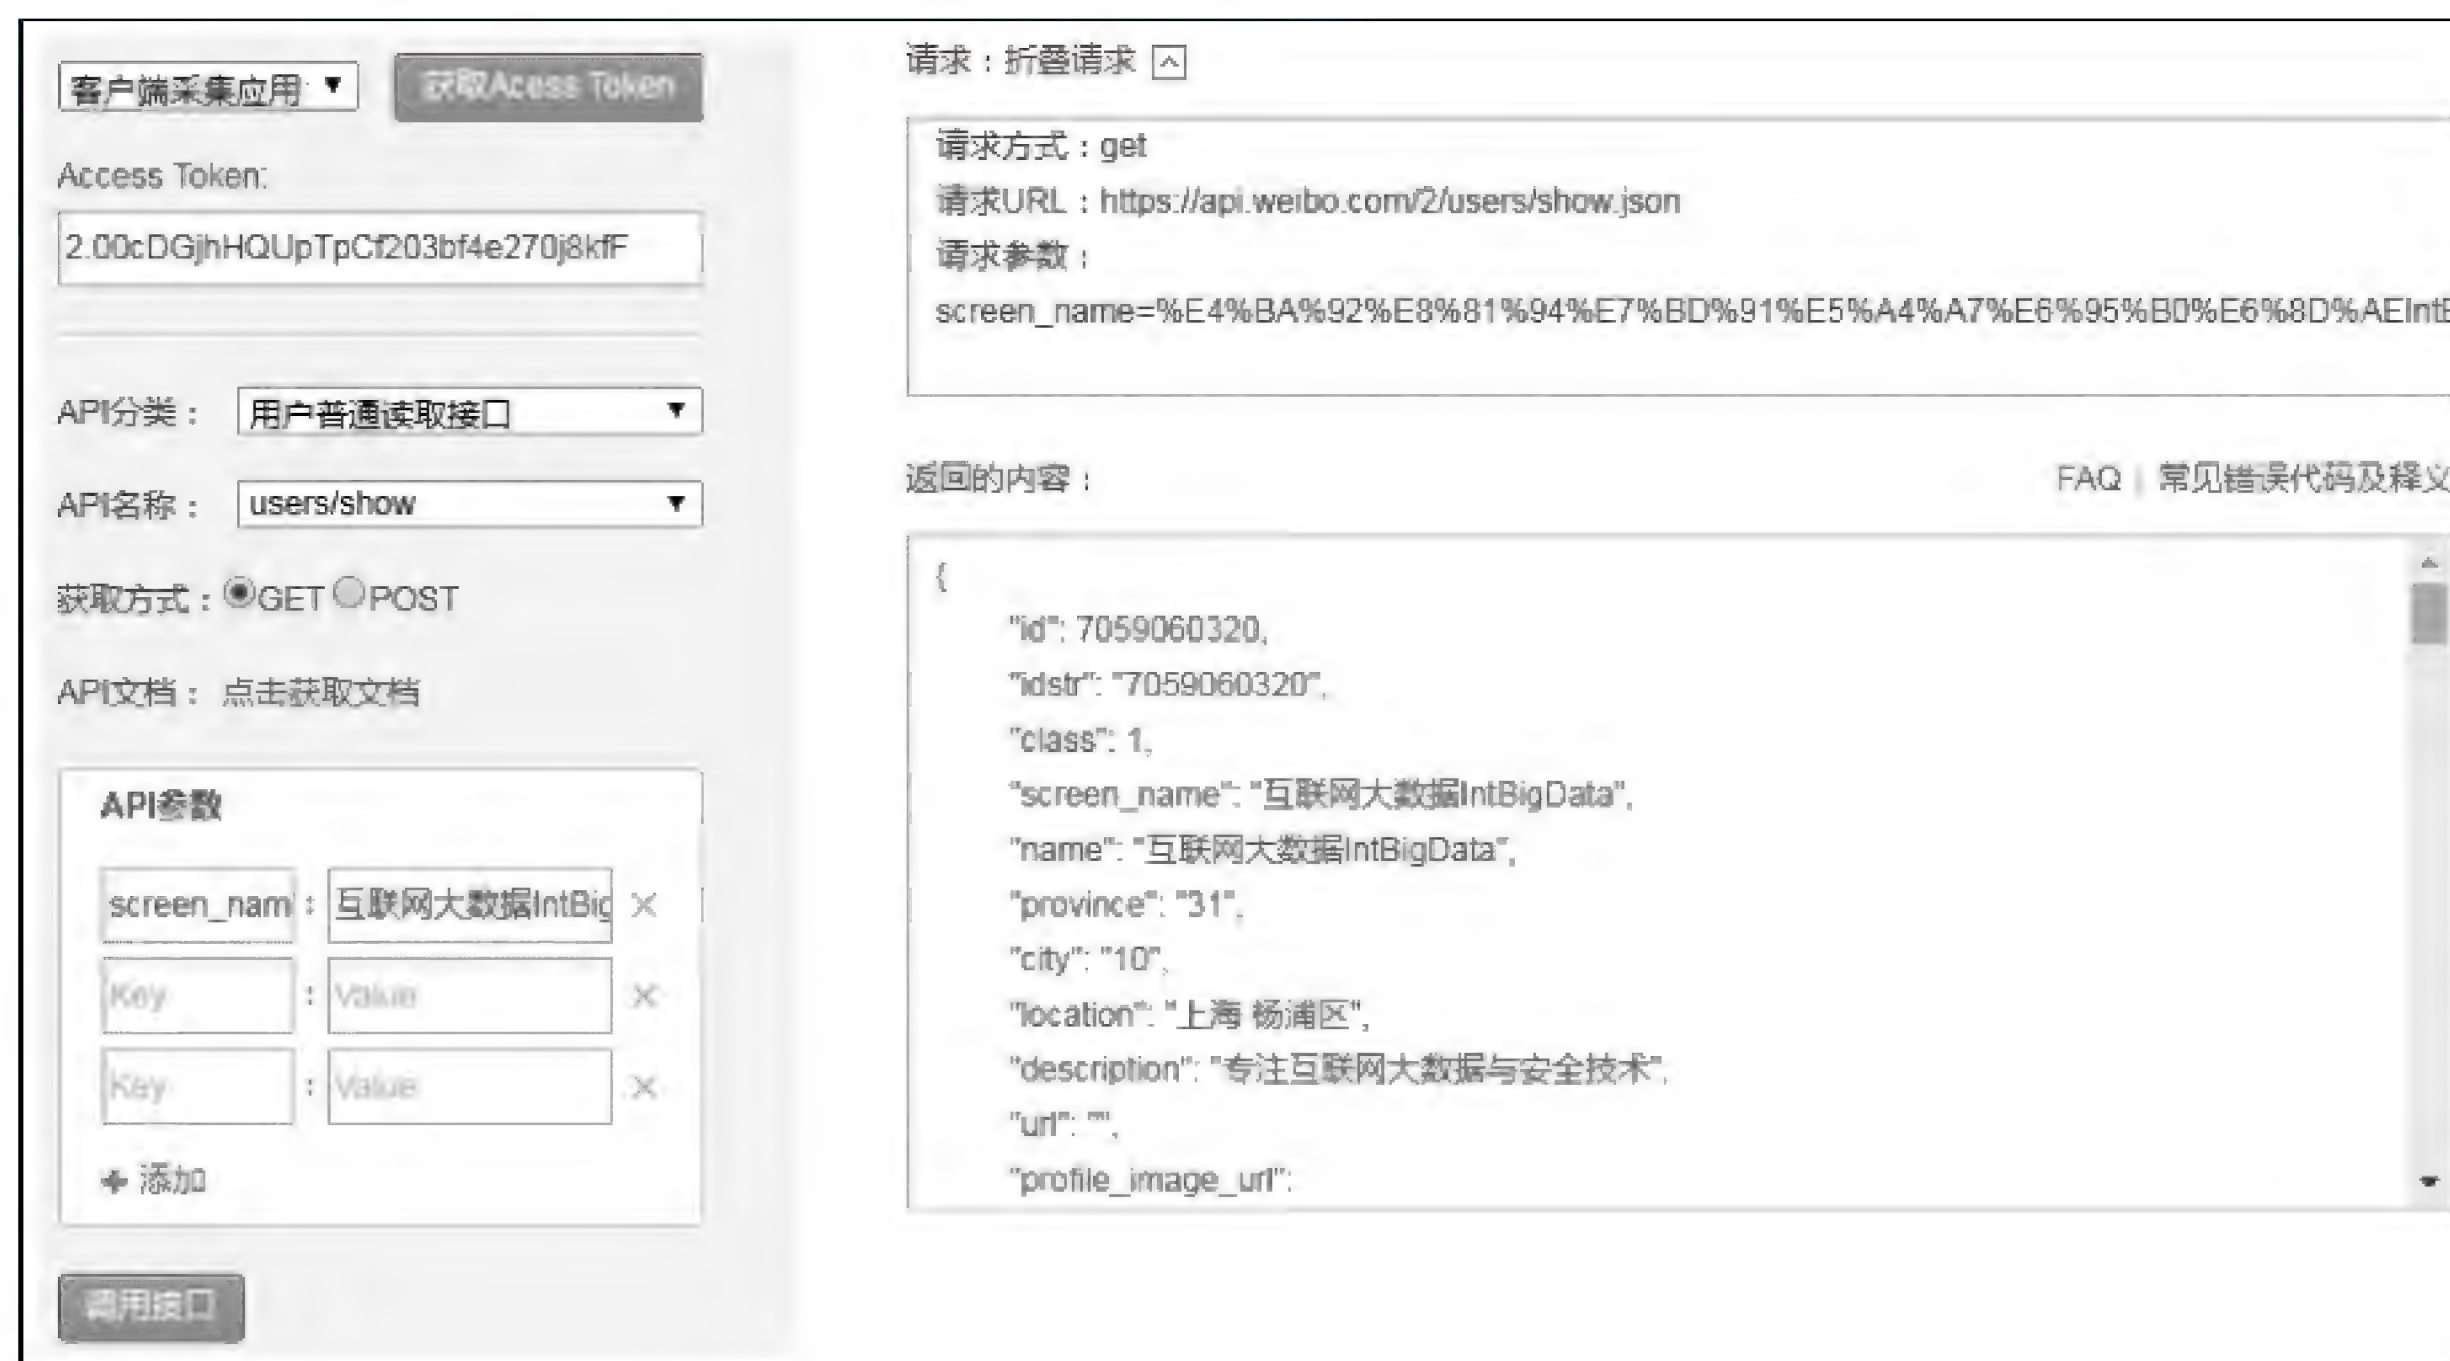 客户端采集应用
获取Acess Token
Access Token:
2.00cDGjhHQUpTpCf203bf4e270j8kfF
API分类：
用户普通读取接口
API名称：
users/show
获取方式：
GET
POST
API文档： 点击获取文档
API参数
screen_nam : 互联网大数据IntBig ×
Key : Value ×
Key : Value ×
+ 添加
调用接口
请求：折叠请求
请求方式：get
请求URL：https://api.weibo.com/2/users/show.json
请求参数：
screen_name=%E4%BA%92%E8%81%94%E7%BD%91%E5%A4%A7%E6%95%B0%E6%8D%AEIntB
返回的内容：
FAQ | 常见错误代码及释义
{
"id": 7059060320,
"idstr": "7059060320",
"class": 1,
"screen_name": "互联网大数据IntBigData",
"name": "互联网大数据IntBigData",
"province": "31",
"city": "10",
"location": "上海 杨浦区",
"description": "专注互联网大数据与安全技术",
"url": "",
"profile_image_url":